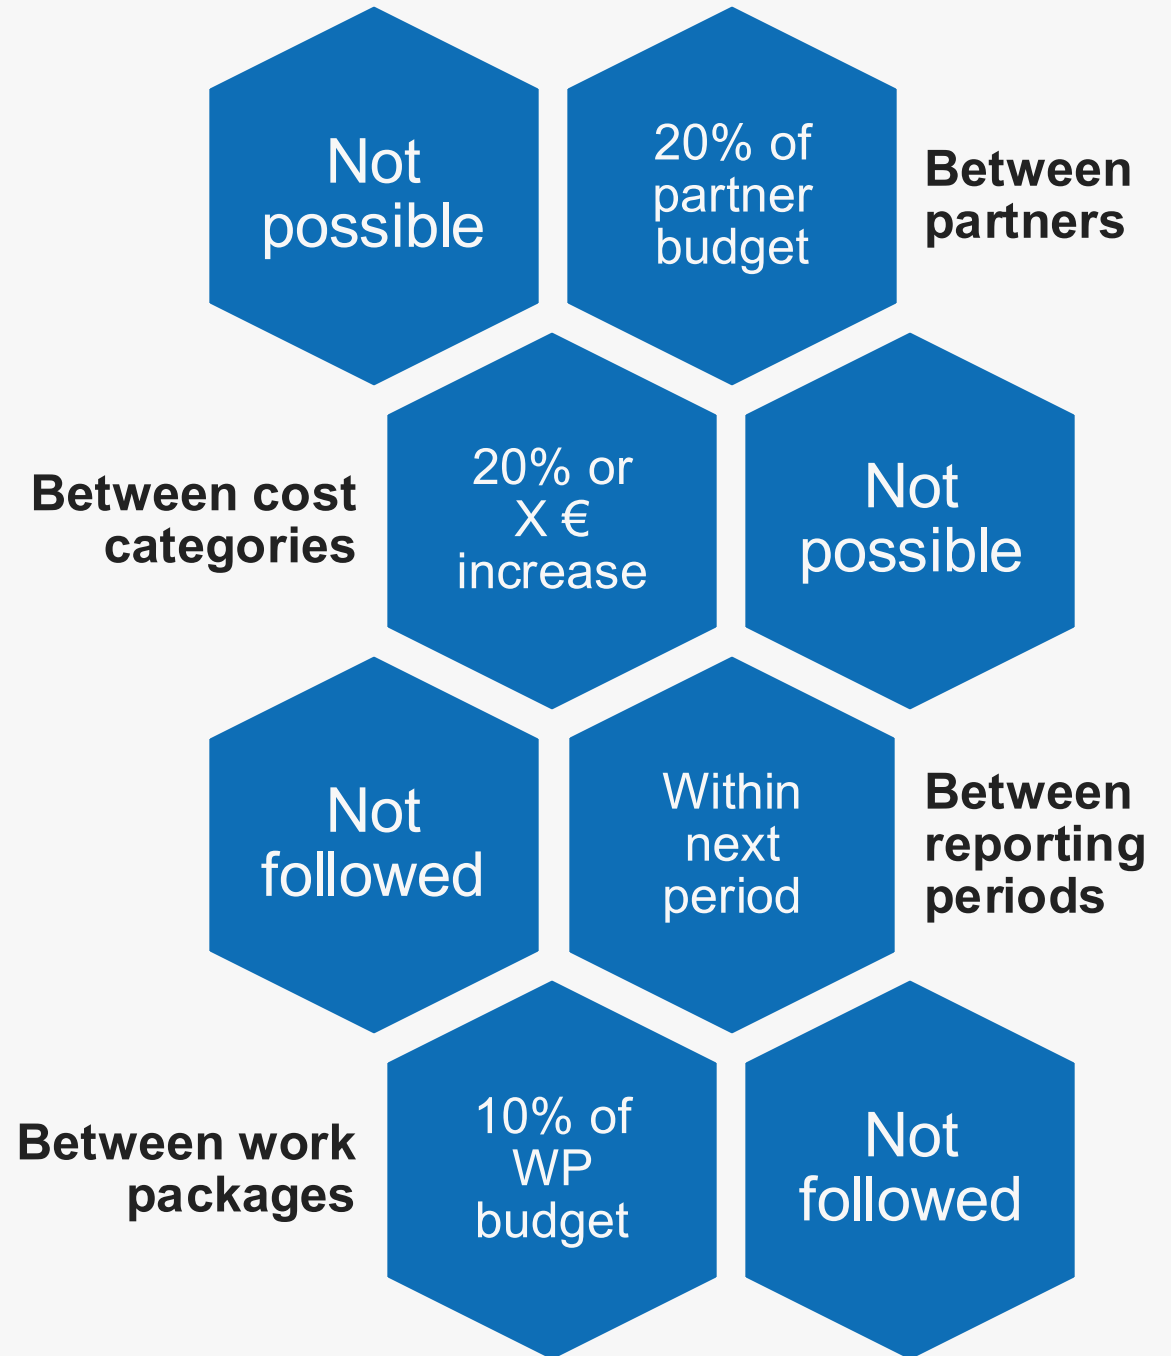 Not
possible
20% of
partner
budget
Between
partners
Between cost
categories
20% or
X €
increase
Not
possible
Not
followed
Within
next
period
Between
reporting
periods
Between work
packages
10% of
WP
budget
Not
followed